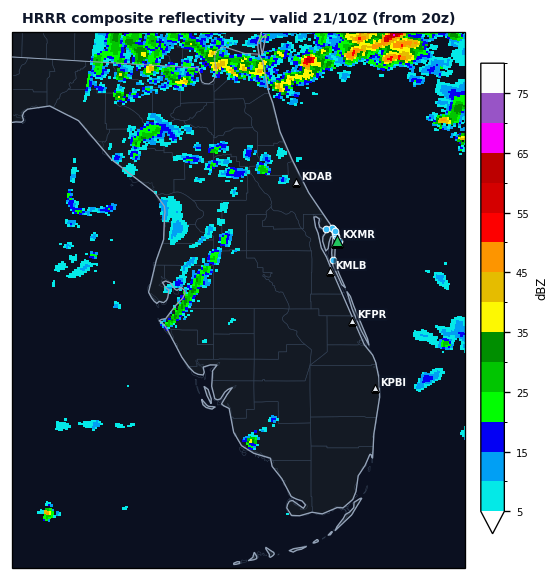 HRRR composite reflectivity — valid 21/10Z (from 20z)
KDAB
KXMR
KMLB
KFPR
KPBI
75
65
55
45
35
25
15
5
dBZ